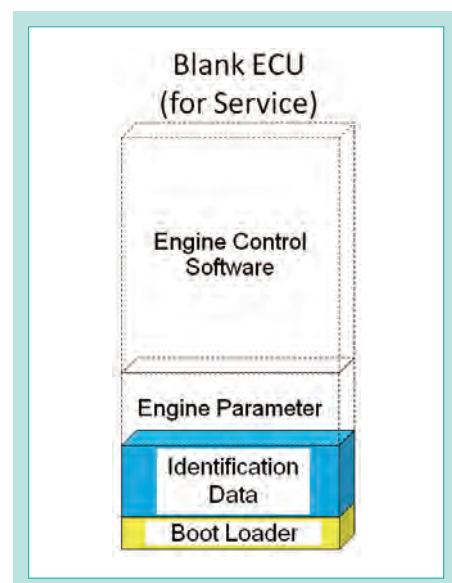 Blank ECU
(for Service)
Engine Control
Software
Engine Parameter
Identification
Data
Boot Loader